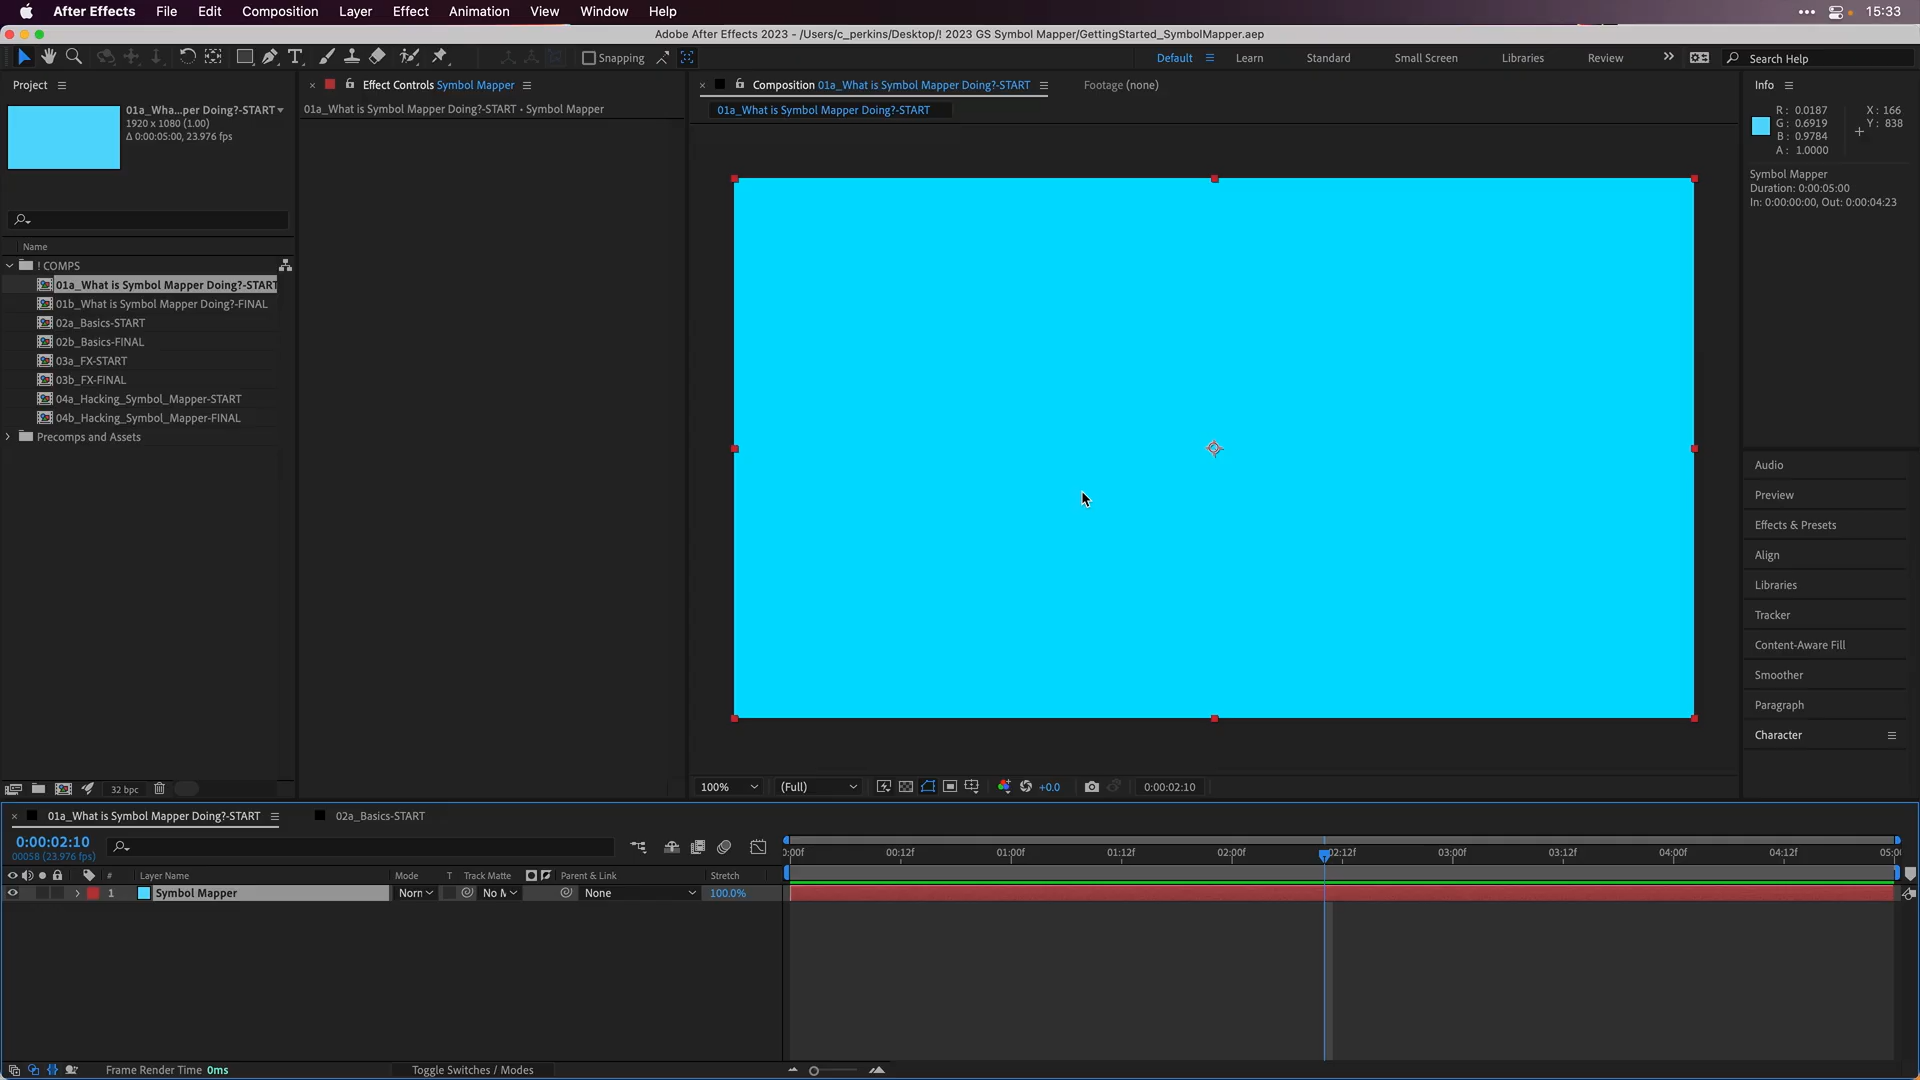 After Effects File Edit Composition Layer Effect Animation View Window Help 15:33
Adobe After Effects 2023 - /Users/c_perkins/Desktop/! 2023 GS Symbol Mapper/GettingStarted_SymbolMapper.aep
Snapping Default Learn Standard Small Screen Libraries Review Search Help
Project
01a_Wha...per Doing?-START
1920 x 1080 (1.00)
Δ 0:00:05:00, 23.976 fps
Name
! COMPS
01a_What is Symbol Mapper Doing?-START
01b_What is Symbol Mapper Doing?-FINAL
02a_Basics-START
02b_Basics-FINAL
03a_FX-START
03b_FX-FINAL
04a_Hacking_Symbol_Mapper-START
04b_Hacking_Symbol_Mapper-FINAL
Precomps and Assets
32 bpc
Effect Controls Symbol Mapper
01a_What is Symbol Mapper Doing?-START • Symbol Mapper
Composition 01a_What is Symbol Mapper Doing?-START
Footage (none)
01a_What is Symbol Mapper Doing?-START
100% (Full) +0.0 0:00:02:10
Info
R: 0.0187 X: 166
G: 0.6919 Y: 838
B: 0.9784
A: 1.0000
Symbol Mapper
Duration: 0:00:05:00
In: 0:00:00:00, Out: 0:00:04:23
Audio
Preview
Effects & Presets
Align
Libraries
Tracker
Content-Aware Fill
Smoother
Paragraph
Character
01a_What is Symbol Mapper Doing?-START 02a_Basics-START
0:00:02:10
00058 (23.976 fps)
0:00f 00:12f 01:00f 01:12f 02:00f 02:12f 03:00f 03:12f 04:00f 04:12f 05:00
# Layer Name Mode T Track Matte Parent & Link Stretch
1 Symbol Mapper Norn No M None 100.0%
Frame Render Time 0ms Toggle Switches / Modes